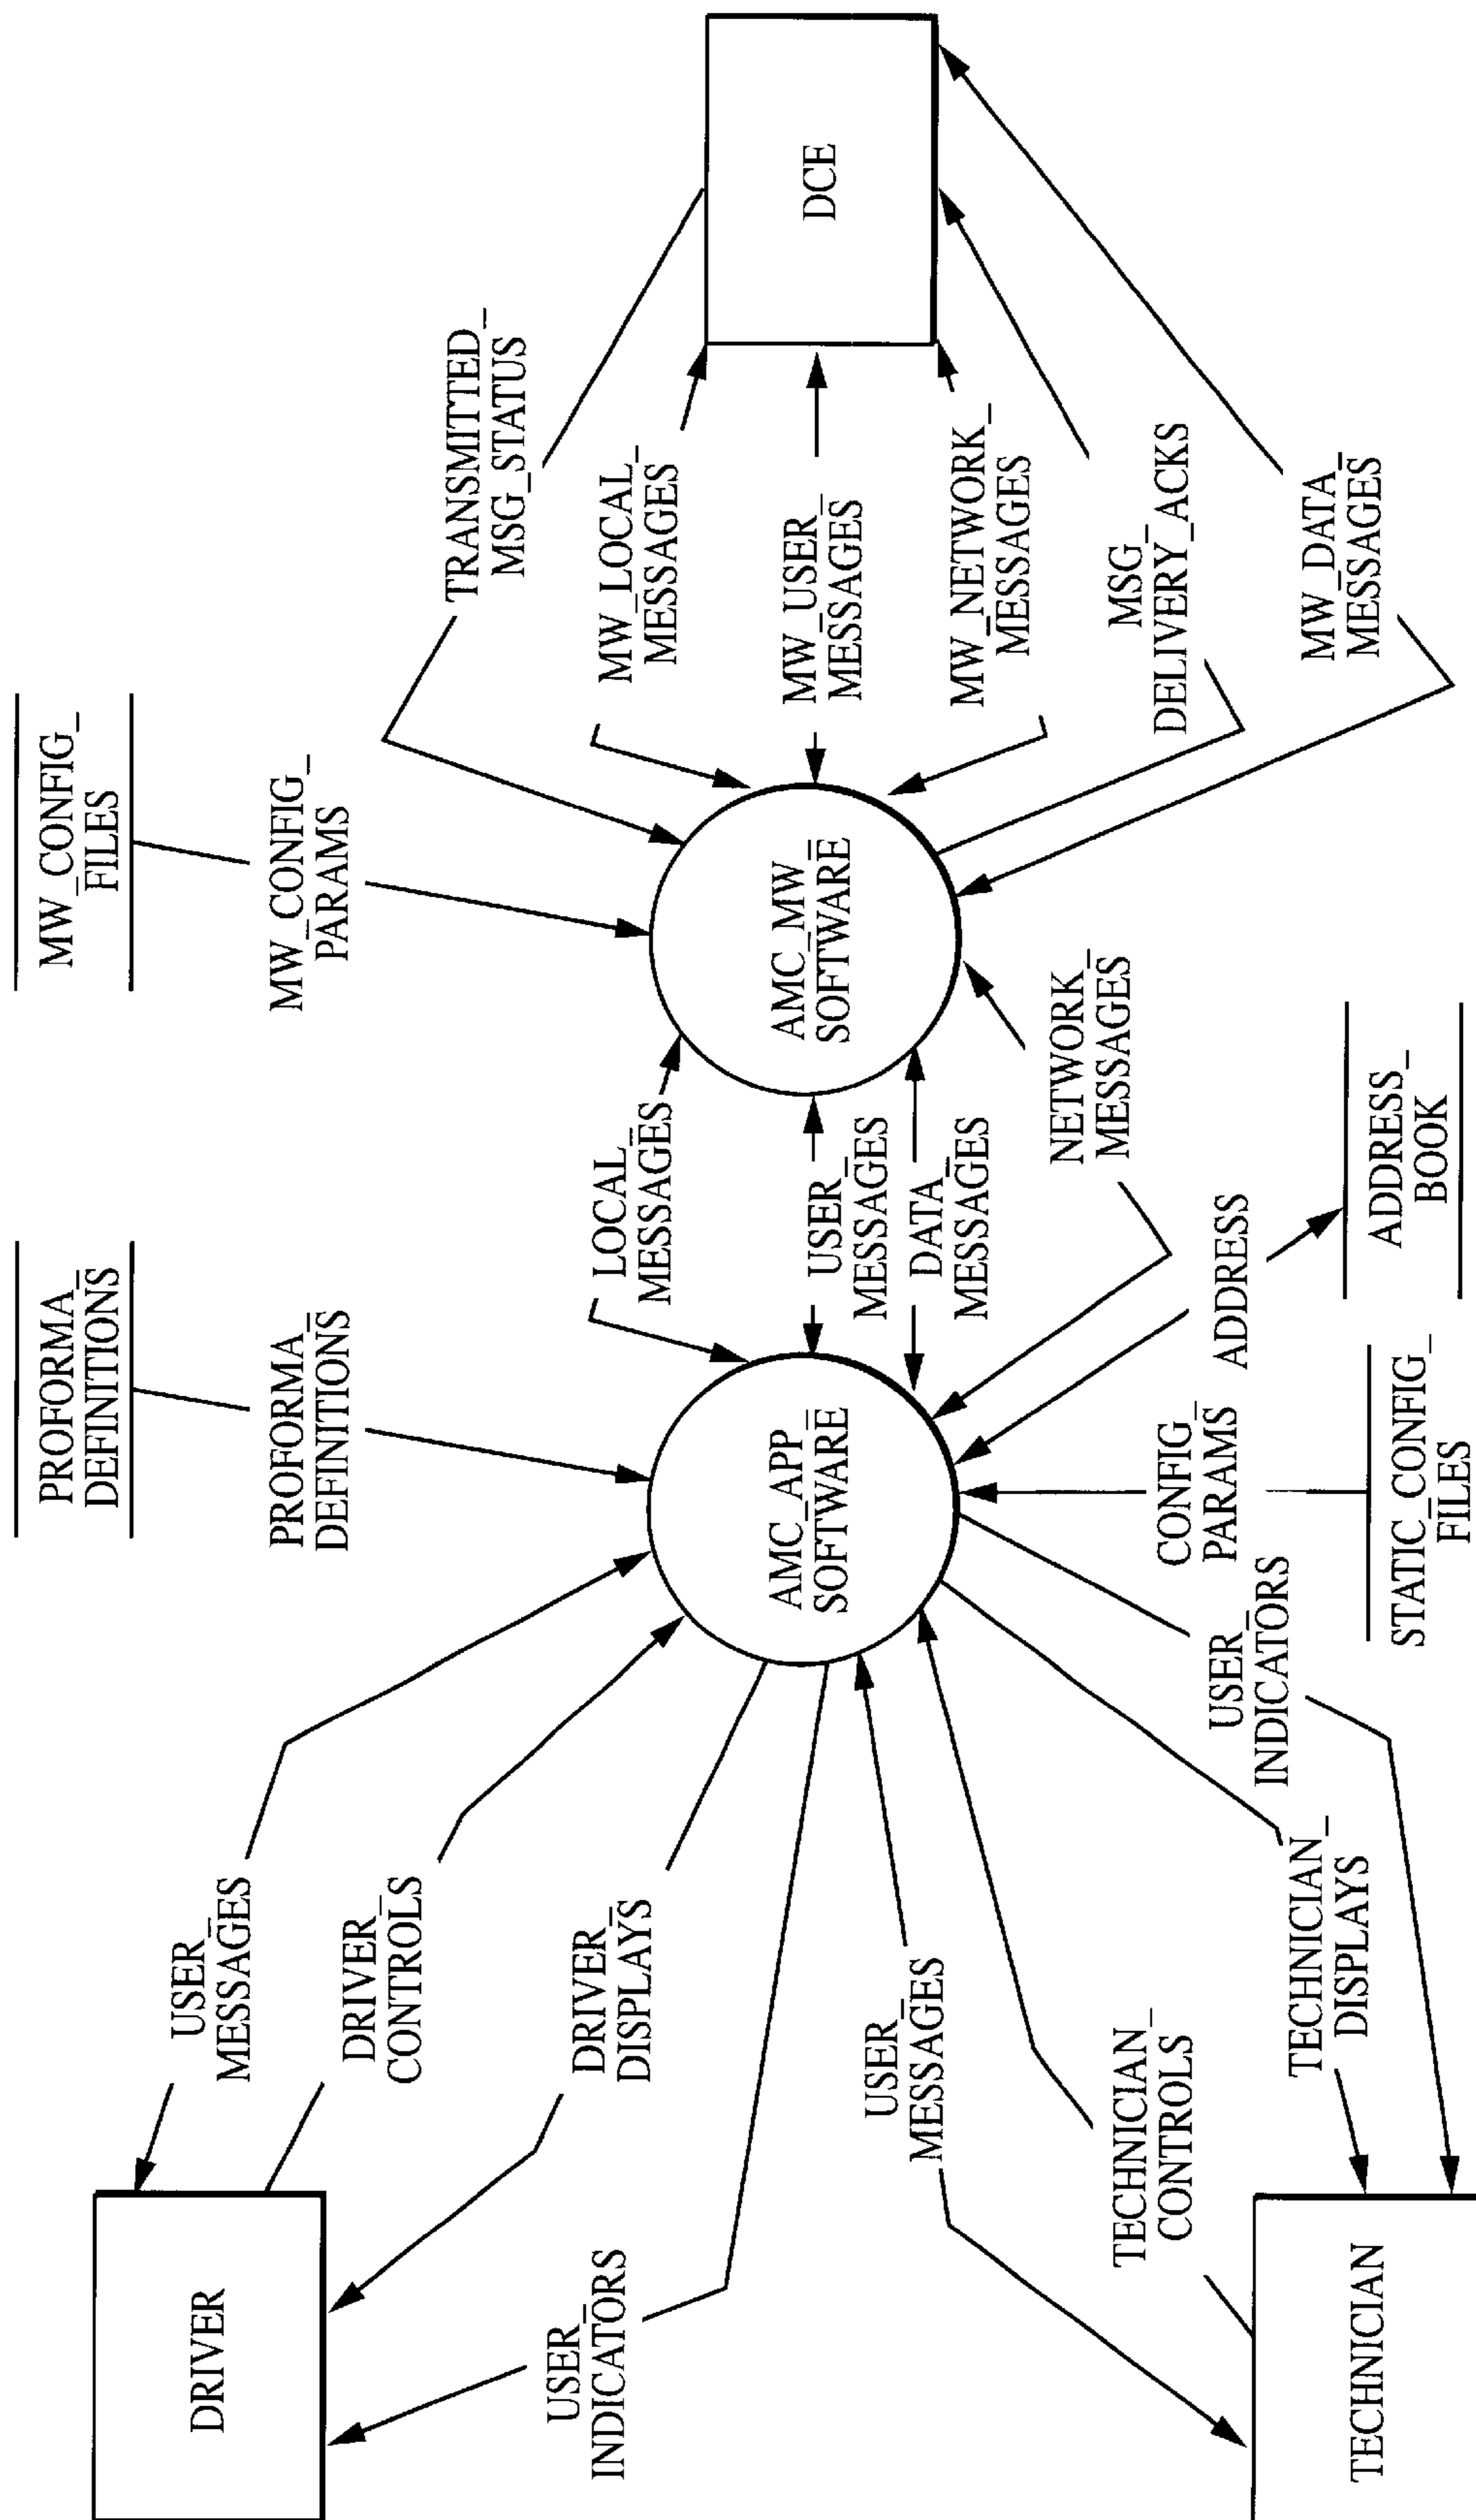 PROFORMA_
DEFINITIONS
MW_CONFIG_
FILES
DRIVER
USER_
MESSAGES
PROFORMA_
DEFINITIONS
MW_CONFIG_
PARAMS
DRIVER_
CONTROLS
TRANSMITTED_
MSG_STATUS
USER_
INDICATORS
DRIVER_
DISPLAYS
LOCAL_
MESSAGES
MW_LOCAL_
MESSAGES
AMC_APP
SOFTWARE
AMC_MW_
SOFTWARE
DCE
USER_
MESSAGES
MW_USER_
MESSAGES
USER_
MESSAGES
DATA_
MESSAGES
MW_NETWORK_
MESSAGES
NETWORK_
MESSAGES
TECHNICIAN_
CONTROLS
MSG_
DELIVERY_ACKS
CONFIG_
PARAMS
ADDRESS
USER_
INDICATORS
TECHNICIAN_
DISPLAYS
MW_DATA_
MESSAGES
TECHNICIAN
STATIC_CONFIG_
FILES
ADDRESS_
BOOK